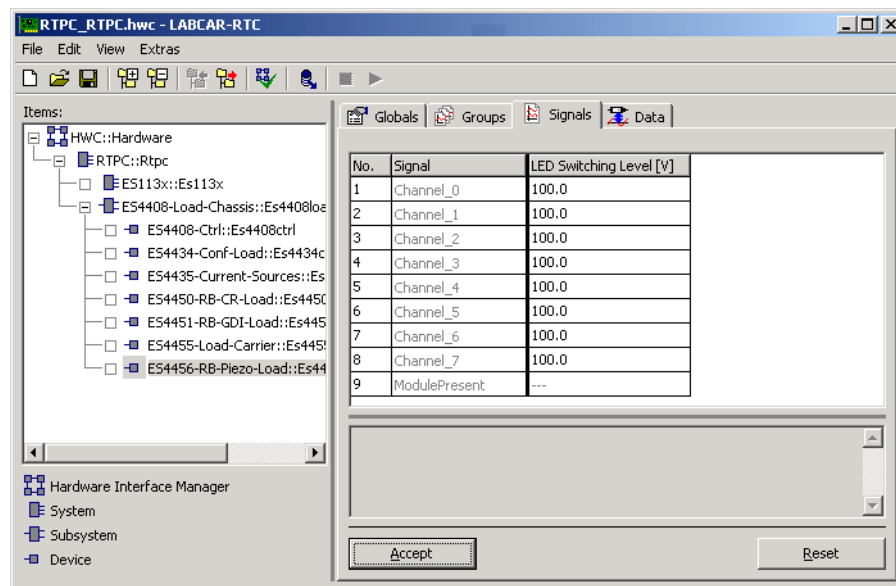 RTPC_RTPC.hwc - LABCAR-RTC
File Edit View Extras
Items:
HWC::Hardware
RTPC::Rtpc
ES113x::Es113x
ES4408-Load-Chassis::Es4408loa
ES4408-Ctrl::Es4408ctrl
ES4434-Conf-Load::Es4434c
ES4435-Current-Sources::Es
ES4450-RB-CR-Load::Es4450
ES4451-RB-GDI-Load::Es445
ES4455-Load-Carrier::Es445
ES4456-RB-Piezo-Load::Es44
Hardware Interface Manager
System
Subsystem
Device
Globals Groups Signals Data
No. Signal LED Switching Level [V]
1 Channel_0 100.0
2 Channel_1 100.0
3 Channel_2 100.0
4 Channel_3 100.0
5 Channel_4 100.0
6 Channel_5 100.0
7 Channel_6 100.0
8 Channel_7 100.0
9 ModulePresent ---
Accept Reset